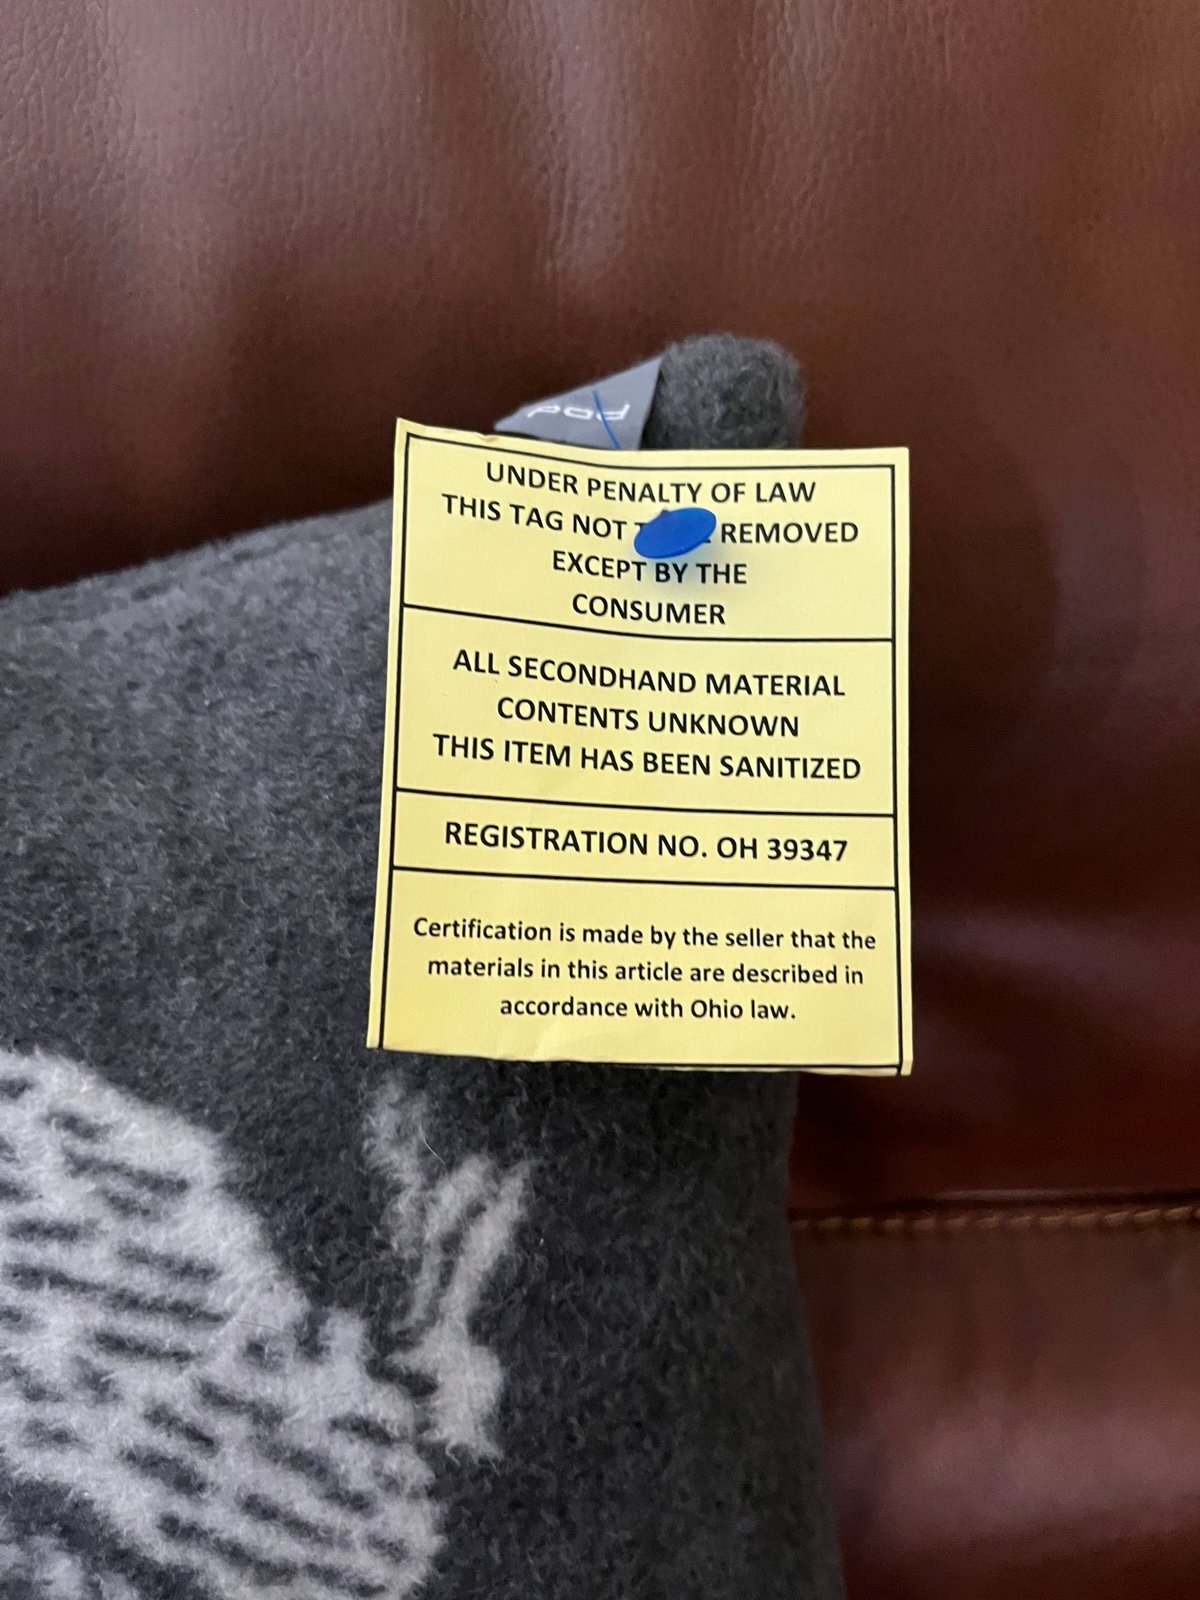 UNDER PENALTY OF LAW
THIS TAG NOT REMOVED
EXCEPT BY THE
CONSUMER
ALL SECONDHAND MATERIAL
CONTENTS UNKNOWN
THIS ITEM HAS BEEN SANITIZED
REGISTRATION NO. OH 39347
Certification is made by the seller that the
materials in this article are described in
accordance with Ohio law.